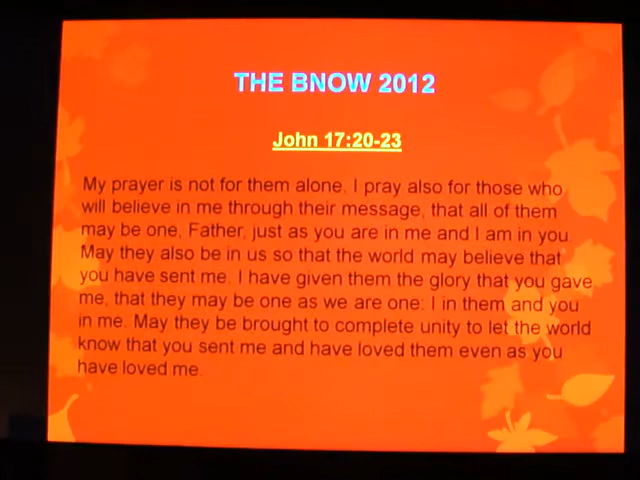 THE BNOW 2012
John 17:20-23
My prayer is not for them alone. I pray also for those who
will believe in me through their message, that all of them
may be one, Father, just as you are in me and I am in you.
May they also be in us so that the world may believe that
you have sent me. I have given them the glory that you gave
me, that they may be one as we are one: I in them and you
in me. May they be brought to complete unity to let the world
know that you sent me and have loved them even as you
have loved me.